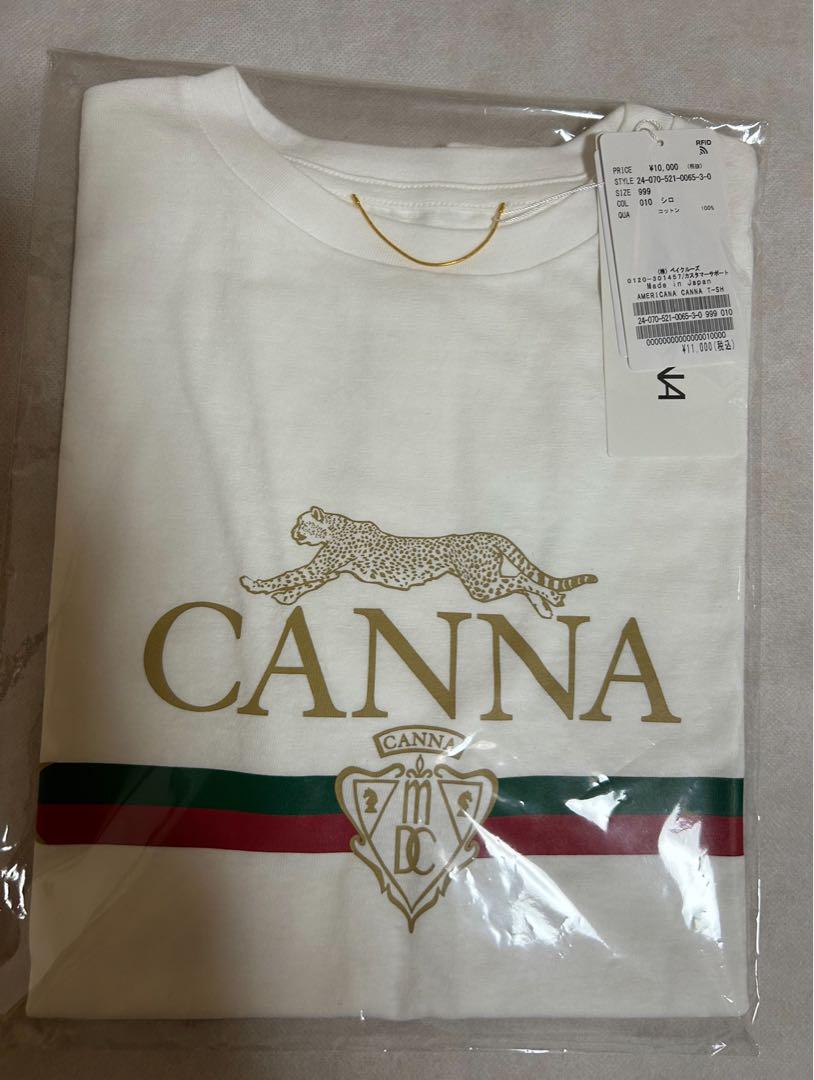 RFID
PRICE ¥10,000 (税抜)
STYLE 24-070-521-0065-3-0
SIZE 999
COL 010 シロ
QUA コットン 100%
(株)ベイクルーズ
0120-301457/カスタマーサポート
Made in Japan
AMERICANA CANNA T-SH
24-070-521-0065-3-0 999 010
00000000000000010000
¥11,000(税込)
CANNA
CANNA
m
DC